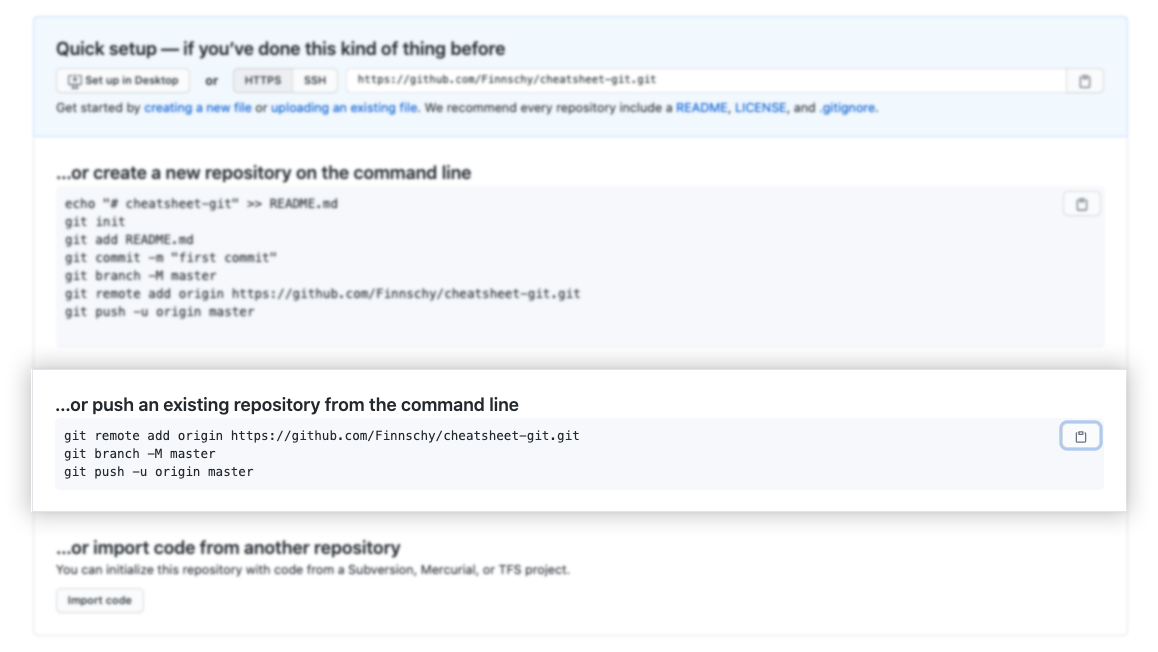 Quick setup — if you've done this kind of thing before
Set up in Desktop or HTTPS SSH https://github.com/Finnschy/cheatsheet-git.git
Get started by creating a new file or uploading an existing file. We recommend every repository include a README, LICENSE, and .gitignore.
...or create a new repository on the command line
echo "# cheatsheet-git" >> README.md
git init
git add README.md
git commit -m "first commit"
git branch -M master
git remote add origin https://github.com/Finnschy/cheatsheet-git.git
git push -u origin master
...or push an existing repository from the command line
git remote add origin https://github.com/Finnschy/cheatsheet-git.git
git branch -M master
git push -u origin master
...or import code from another repository
You can initialize this repository with code from a Subversion, Mercurial, or TFS project.
Import code